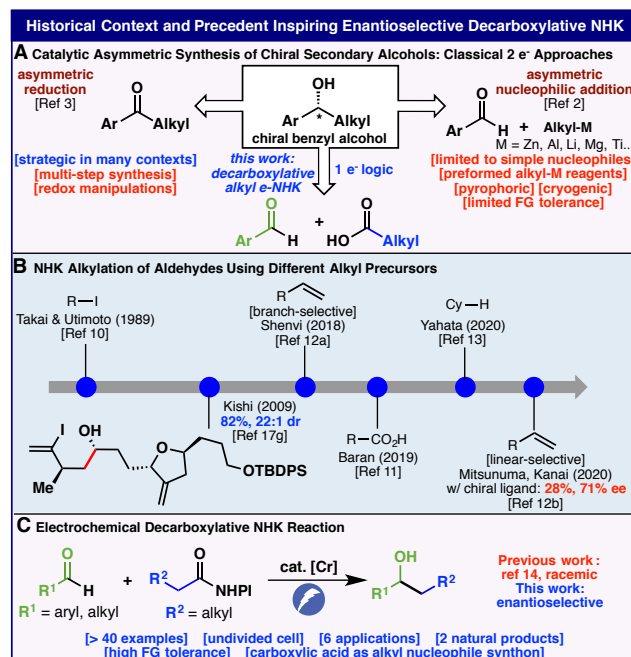 Historical Context and Precedent Inspiring Enantioselective Decarboxylative NHK
A Catalytic Asymmetric Synthesis of Chiral Secondary Alcohols: Classical 2 e- Approaches
asymmetric
reduction
[Ref 3]
O
Ar
Alkyl
[strategic in many contexts]
[multi-step synthesis]
[redox manipulations]
OH
Ar
*
Alkyl
chiral benzyl alcohol
this work:
decarboxylative
alkyl e-NHK
1 e- logic
O
Ar
H
+
O
HO
Alkyl
asymmetric
nucleophilic addition
[Ref 2]
O
Ar
H
+ Alkyl-M
M = Zn, Al, Li, Mg, Ti...
[limited to simple nucleophiles]
[preformed alkyl-M reagents]
[pyrophoric] [cryogenic]
[limited FG tolerance]
B NHK Alkylation of Aldehydes Using Different Alkyl Precursors
R—I
Takai & Utimoto (1989)
[Ref 10]
R
[branch-selective]
Shenvi (2018)
[Ref 12a]
Cy—H
Yahata (2020)
[Ref 13]
Kishi (2009)
82%, 22:1 dr
[Ref 17g]
I
OH
Me
O
OTBDPS
R—CO2H
Baran (2019)
[Ref 11]
R
[linear-selective]
Mitsunuma, Kanai (2020)
w/ chiral ligand: 28%, 71% ee
[Ref 12b]
C Electrochemical Decarboxylative NHK Reaction
O
R1
H
R1 = aryl, alkyl
+
R2
O
NHPI
R2 = alkyl
cat. [Cr]
OH
R1
R2
Previous work:
ref 14, racemic
This work:
enantioselective
[> 40 examples] [undivided cell] [6 applications] [2 natural products]
[high FG tolerance] [carboxylic acid as alkyl nucleophile synthon]